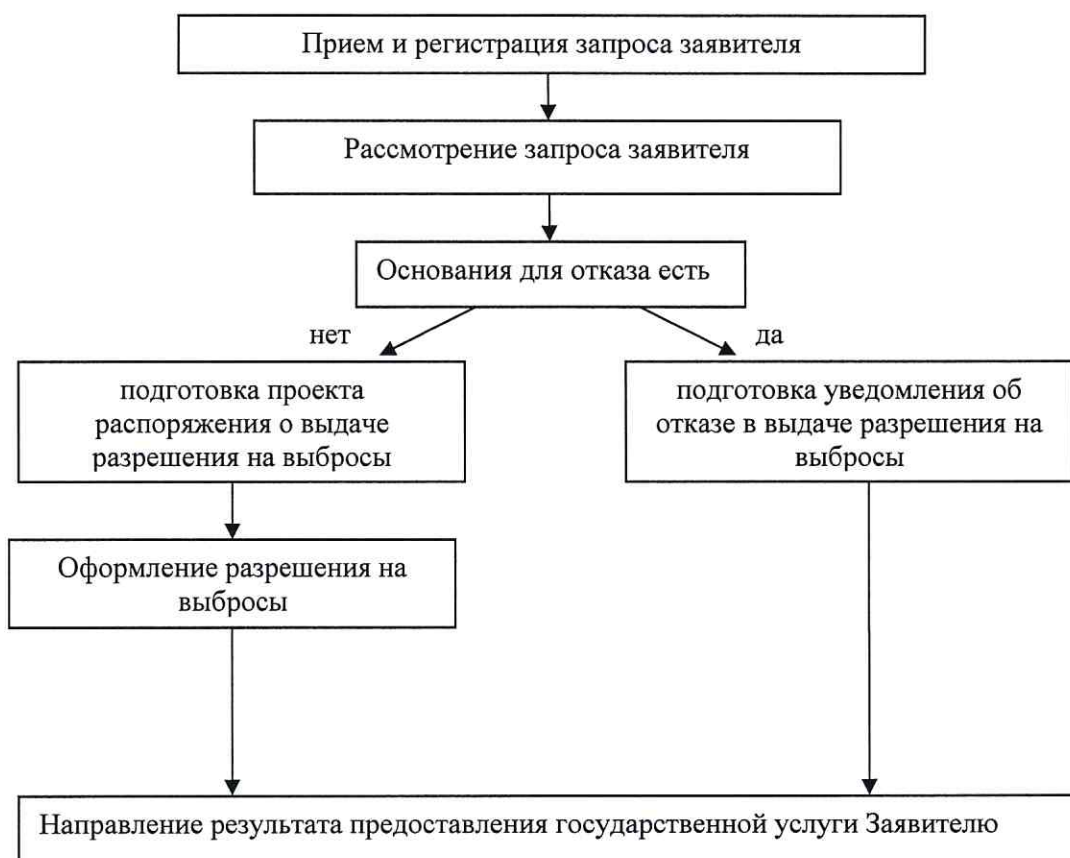 Прием и регистрация запроса заявителя
Рассмотрение запроса заявителя
Основания для отказа есть
нет
да
подготовка проекта
распоряжения о выдаче
разрешения на выбросы
подготовка уведомления об
отказе в выдаче разрешения на
выбросы
Оформление разрешения на
выбросы
Направление результата предоставления государственной услуги Заявителю